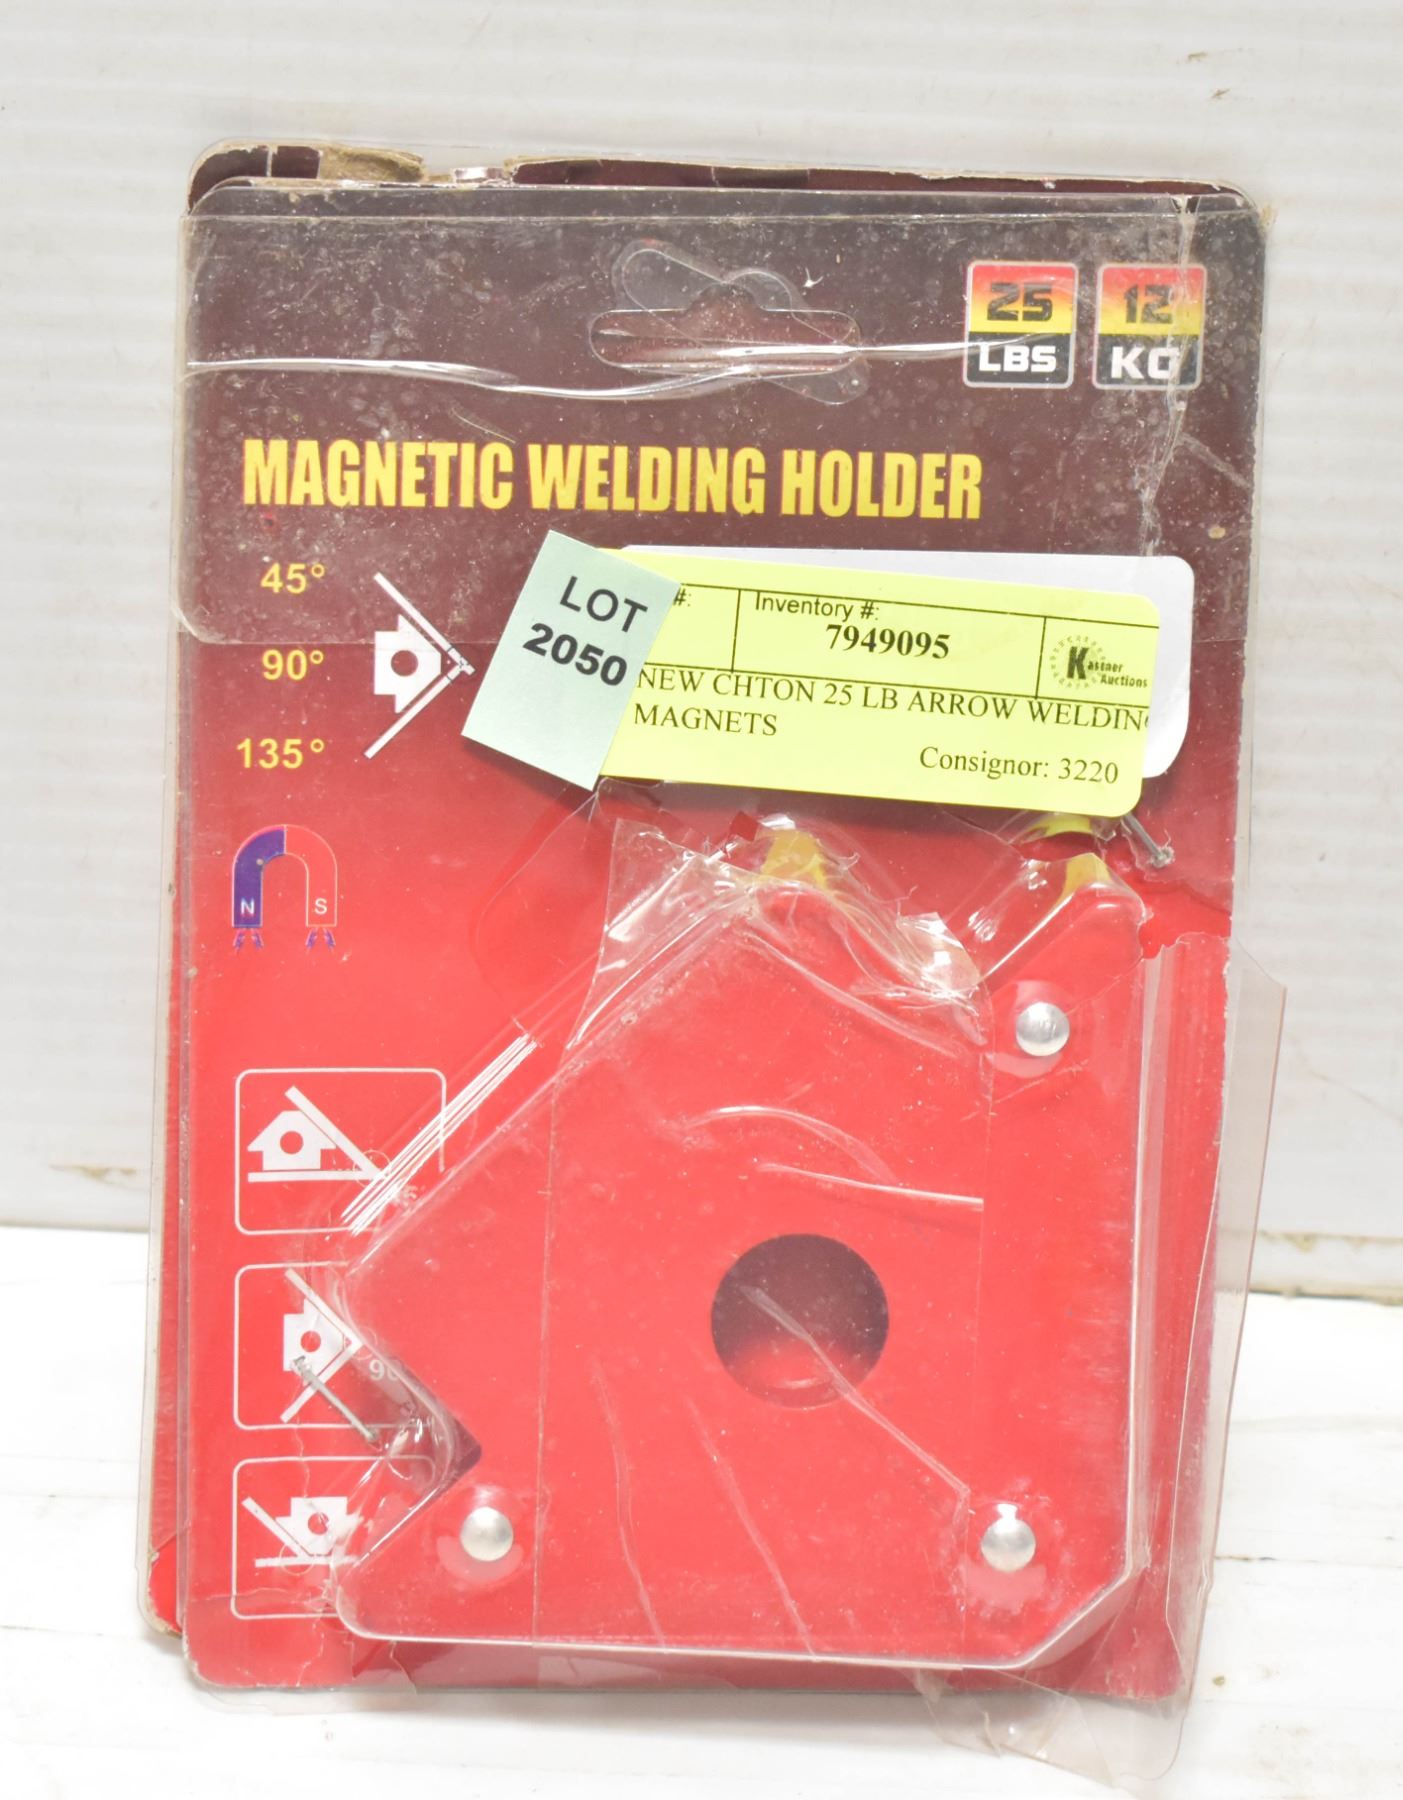 25
LBS
12
KG
MAGNETIC WELDING HOLDER
45°
90°
135°
LOT
2050
#:
Inventory #:
7949095
Kastner
Auctions
NEW CHTON 25 LB ARROW WELDING
MAGNETS
Consignor: 3220
N
S